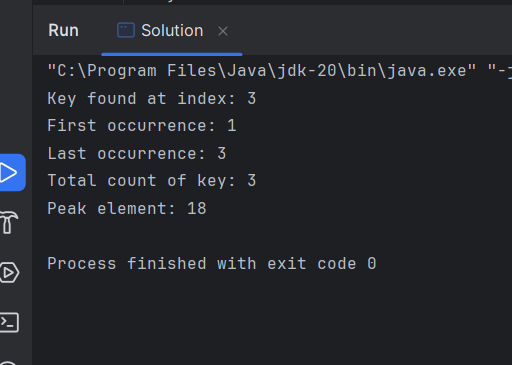 Run
Solution
"C:\Program Files\Java\jdk-20\bin\java.exe" "-j
Key found at index: 3
First occurrence: 1
Last occurrence: 3
Total count of key: 3
Peak element: 18
Process finished with exit code 0